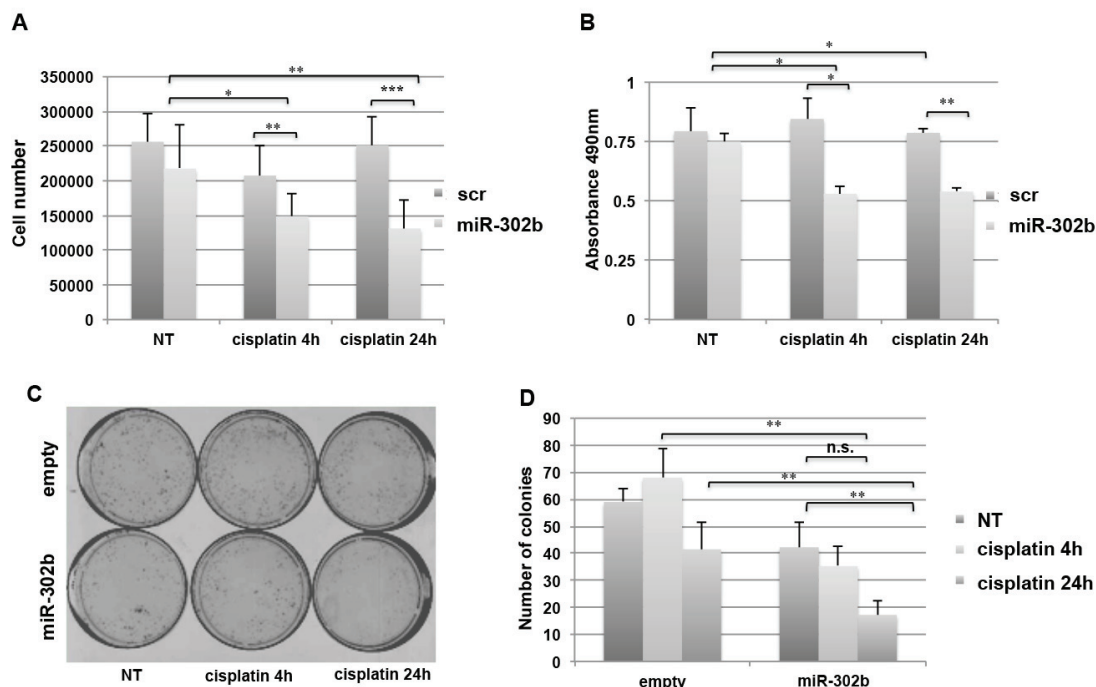 A
**
350000
300000
*
***
250000
**
200000
150000
100000
50000
0
Cell number
NT
cisplatin 4h
cisplatin 24h
scr
miR-302b
B
*
*
1
*
**
0.75
0.5
0.25
0
Absorbance 490nm
NT
cisplatin 4h
cisplatin 24h
scr
miR-302b
C
empty
miR-302b
NT
cisplatin 4h
cisplatin 24h
D
90
80
70
60
50
40
30
20
10
0
Number of colonies
**
n.s.
**
**
empty
miR-302b
NT
cisplatin 4h
cisplatin 24h